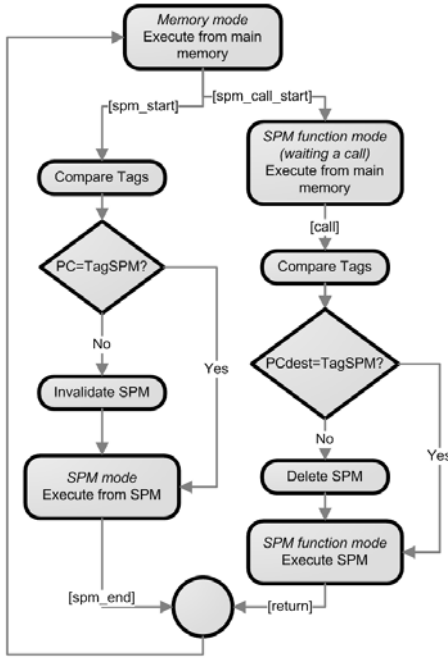 Memory mode
Execute from main
memory
[spm_start]
[spm_call_start]
Compare Tags
PC=TagSPM?
No
Yes
Invalidate SPM
SPM mode
Execute from SPM
[spm_end]
SPM function mode
(waiting a call)
Execute from main
memory
[call]
Compare Tags
PCdest=TagSPM?
No
Yes
Delete SPM
SPM function mode
Execute SPM
[return]